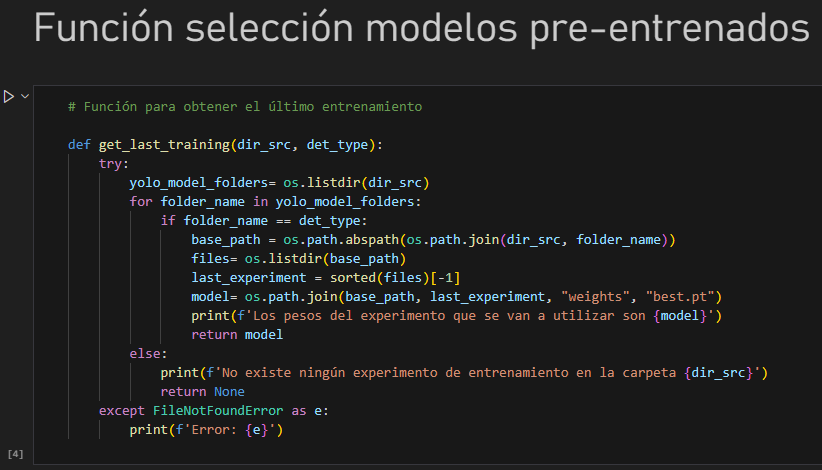 Función selección modelos pre-entrenados
# Función para obtener el último entrenamiento
def get_last_training(dir_src, det_type):
try:
yolo_model_folders= os.listdir(dir_src)
for folder_name in yolo_model_folders:
if folder_name == det_type:
base_path = os.path.abspath(os.path.join(dir_src, folder_name))
files= os.listdir(base_path)
last_experiment = sorted(files)[-1]
model= os.path.join(base_path, last_experiment, "weights", "best.pt")
print(f'Los pesos del experimento que se van a utilizar son {model}')
return model
else:
print(f'No existe ningún experimento de entrenamiento en la carpeta {dir_src}')
return None
except FileNotFoundError as e:
print(f'Error: {e}')
[4]